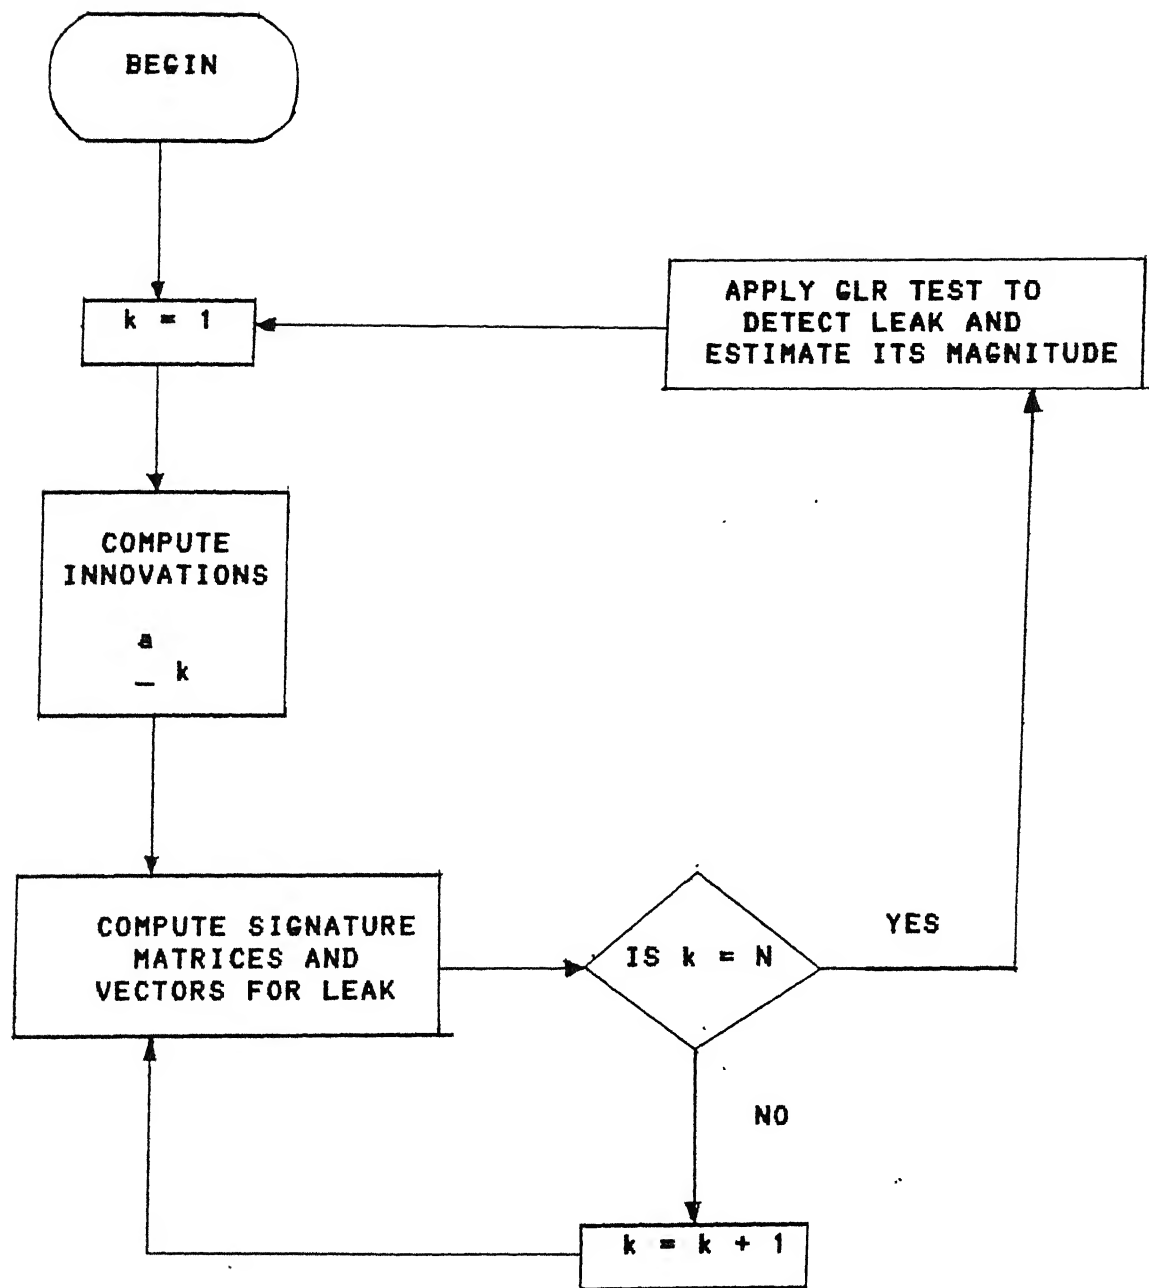 BEGIN
k = 1
APPLY GLR TEST TO
DETECT LEAK AND
ESTIMATE ITS MAGNITUDE
COMPUTE
INNOVATIONS
a
_ k
COMPUTE SIGNATURE
MATRICES AND
VECTORS FOR LEAK
IS k = N
YES
NO
k = k + 1